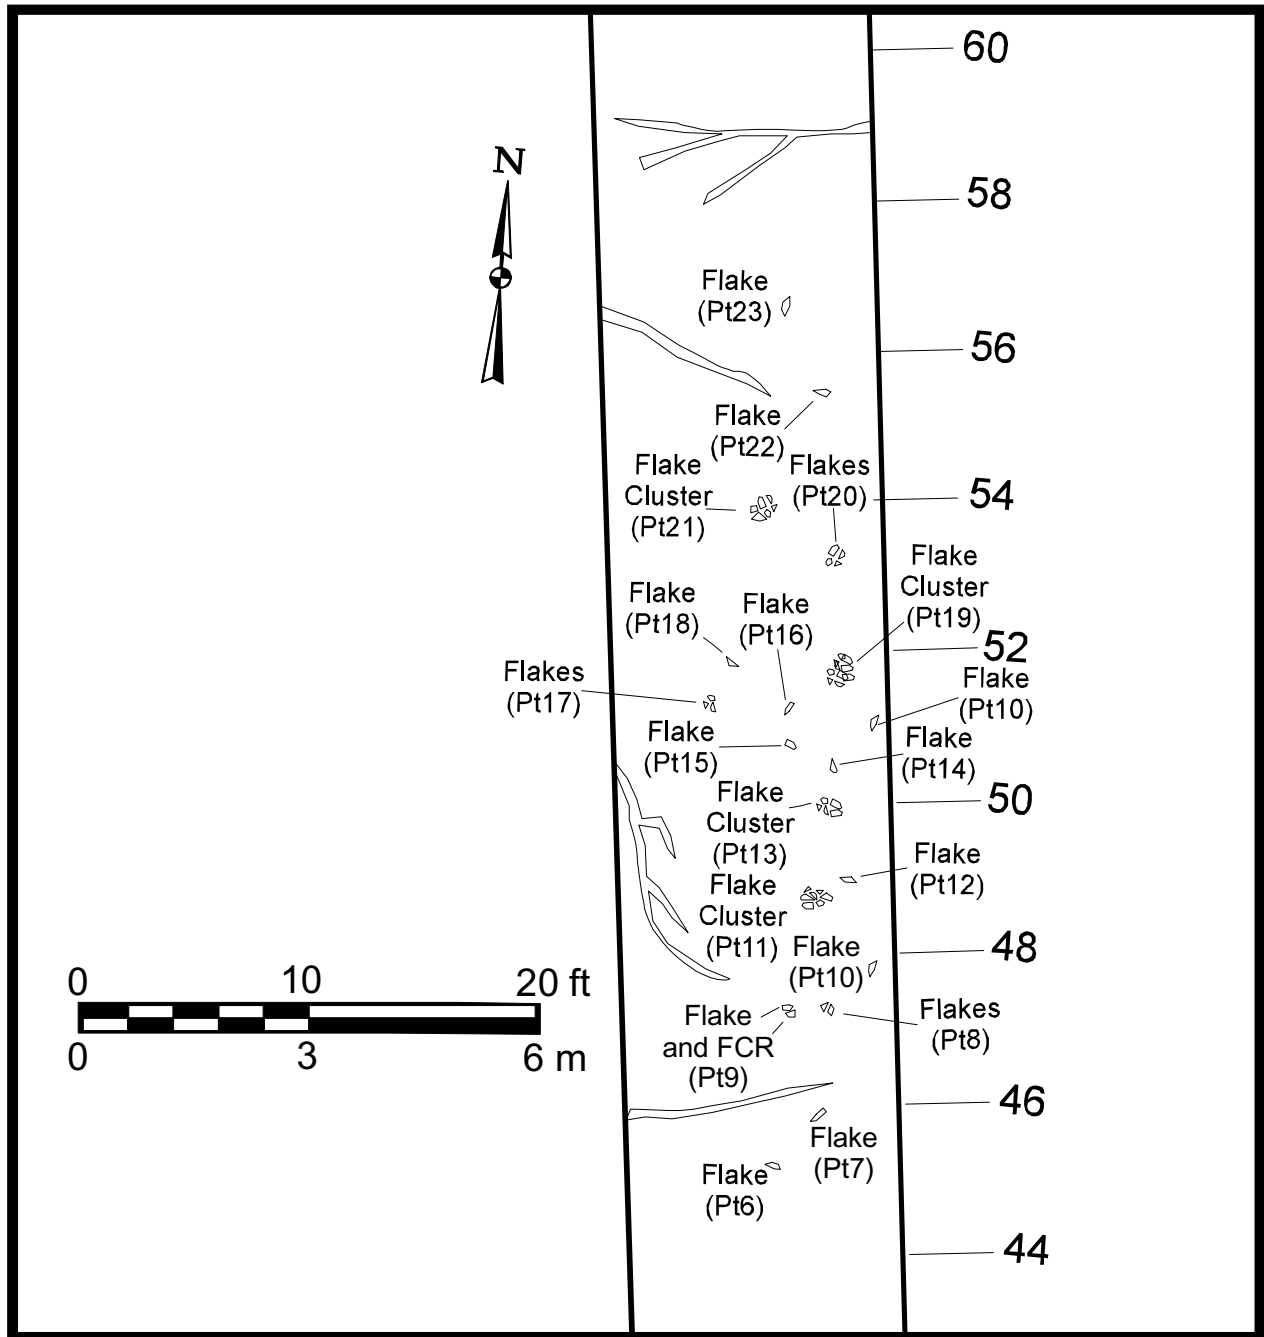 60
N
58
Flake
(Pt23)
56
Flake
(Pt22)
Flake
Cluster
(Pt21)
Flakes
(Pt20)
54
Flake
Cluster
(Pt19)
Flake
(Pt18)
Flake
(Pt16)
52
Flakes
(Pt17)
Flake
(Pt10)
Flake
(Pt15)
Flake
(Pt14)
50
Flake
Cluster
(Pt13)
Flake
(Pt12)
Flake
Cluster
(Pt11)
Flake
(Pt10)
48
0 10 20 ft
0 3 6 m
Flake
and FCR
(Pt9)
Flakes
(Pt8)
46
Flake
(Pt7)
Flake
(Pt6)
44